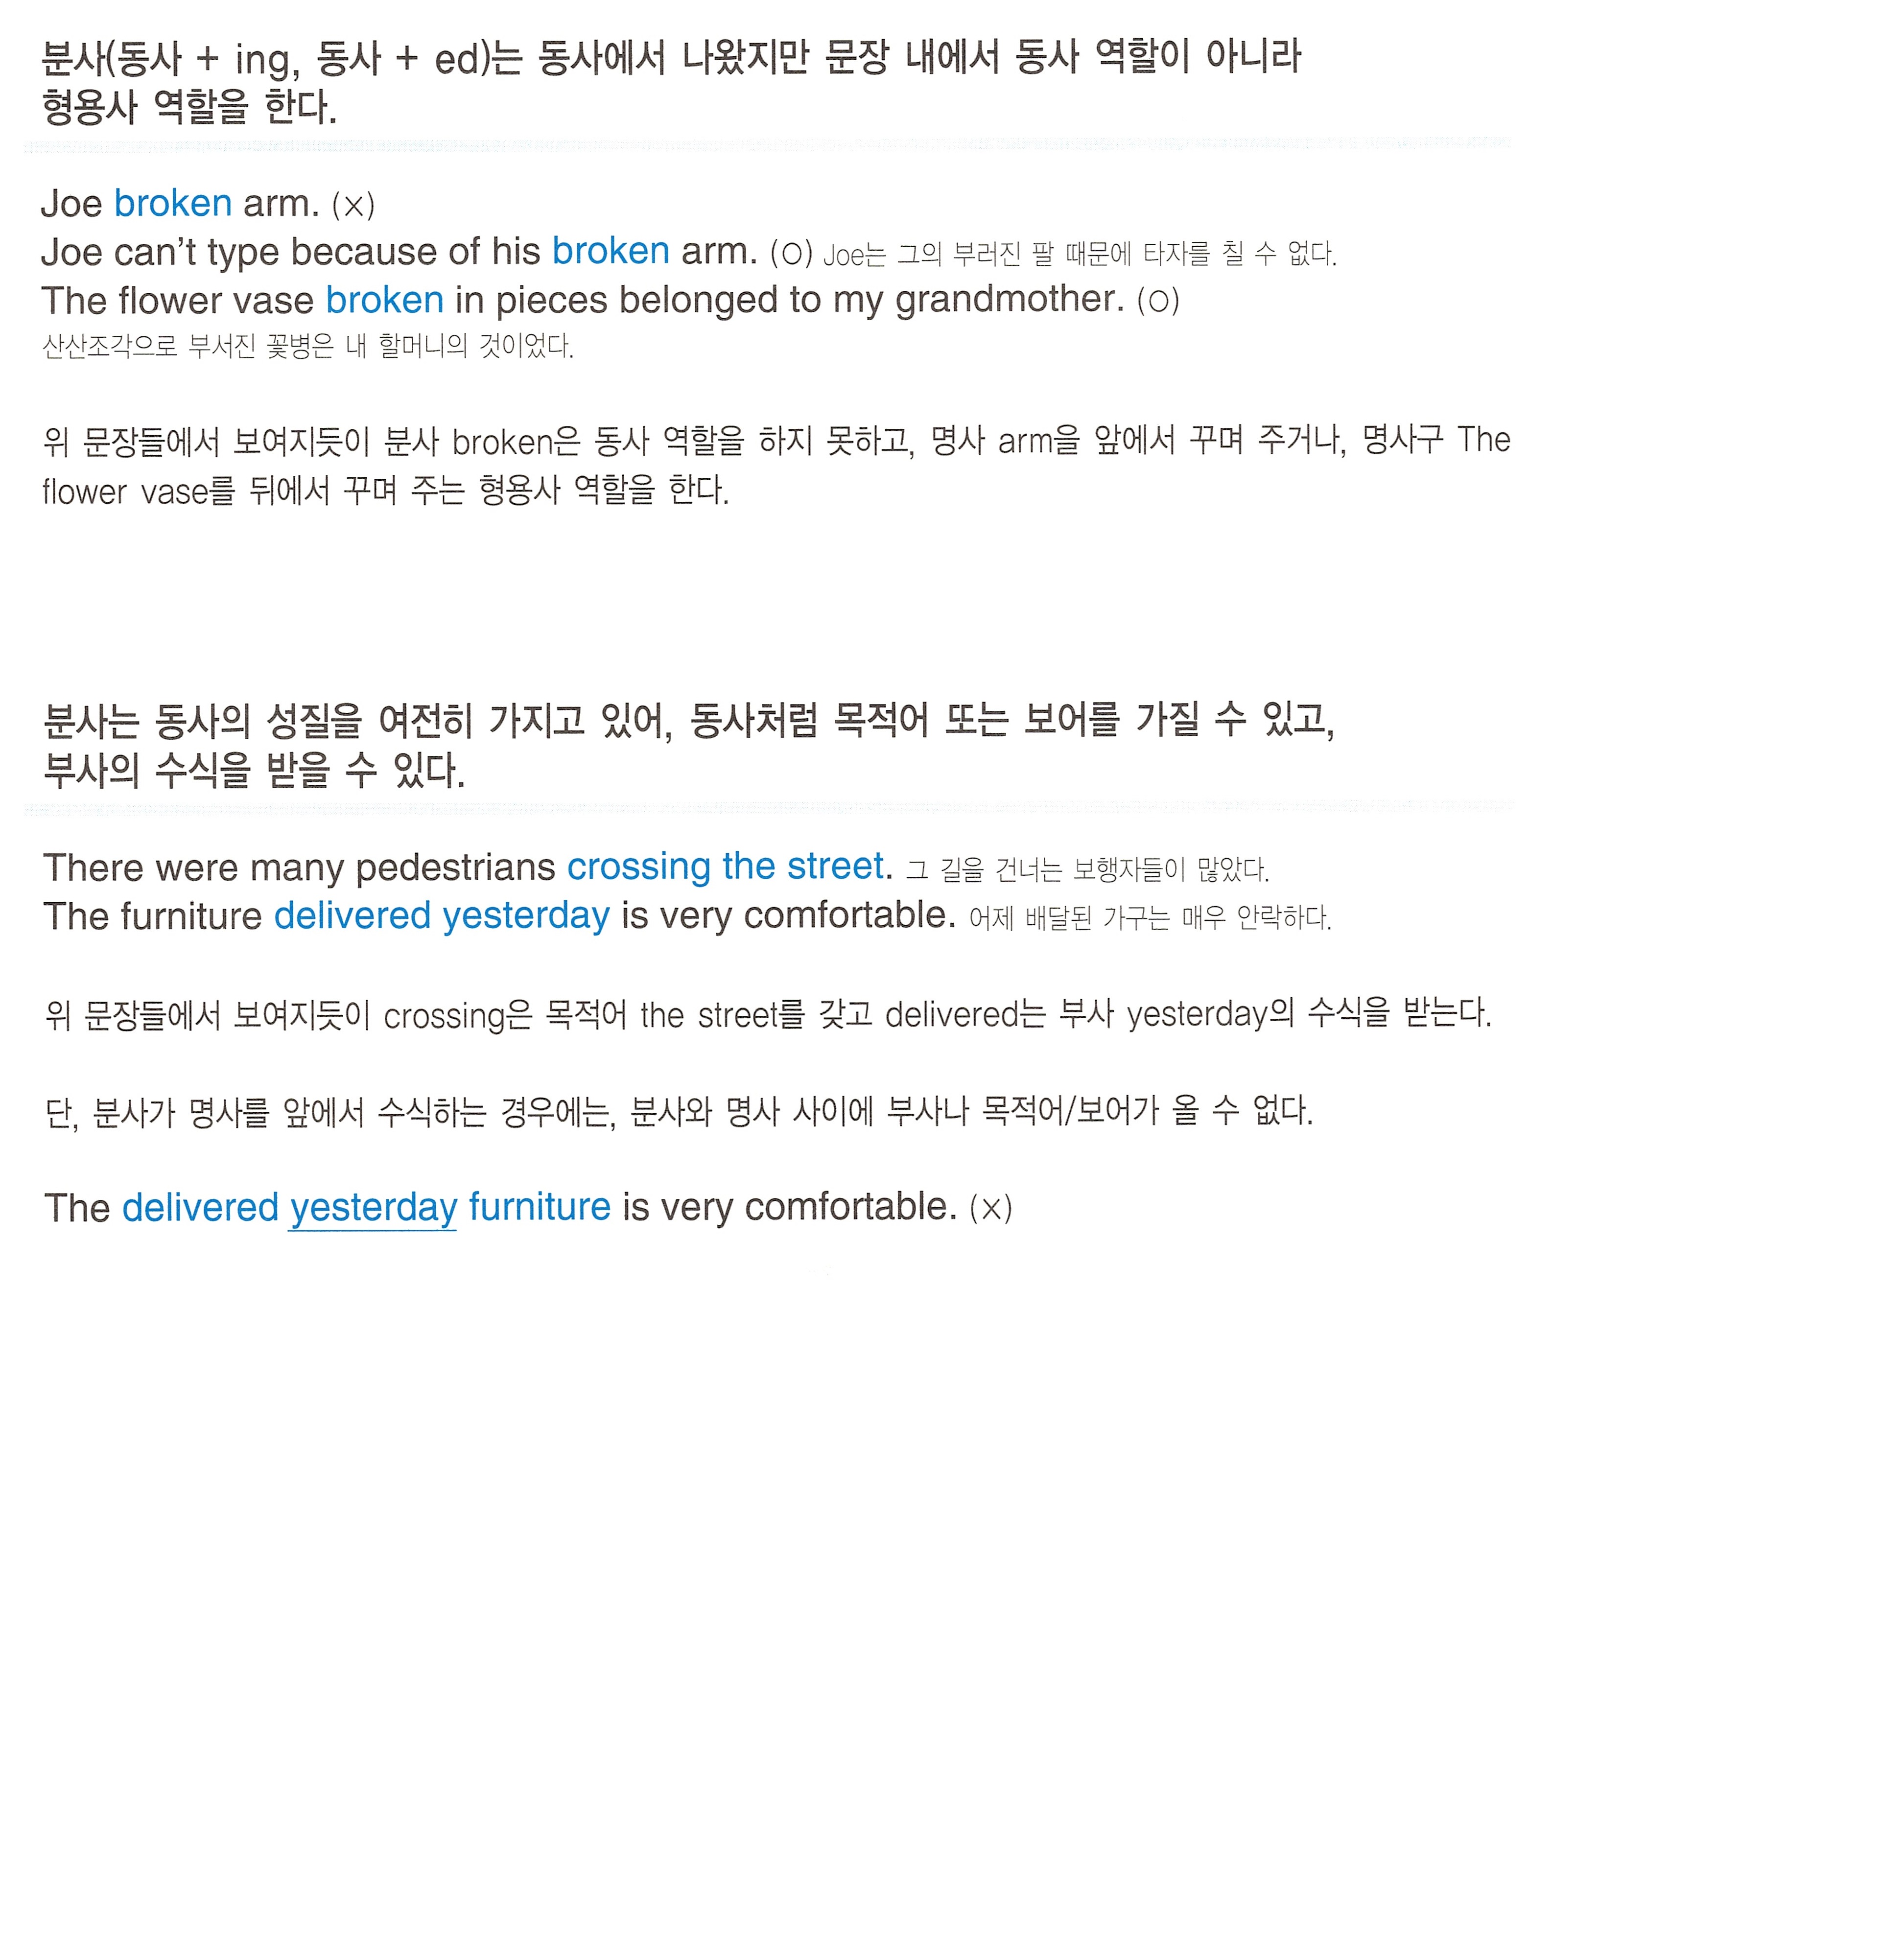 분사(동사 + ing, 동사 + ed)는 동사에서 나왔지만 문장 내에서 동사 역할이 아니라
형용사 역할을 한다.
Joe broken arm. (×)
Joe can't type because of his broken arm. (○) Joe는 그의 부러진 팔 때문에 타자를 칠 수 없다.
The flower vase broken in pieces belonged to my grandmother. (○)
산산조각으로 부서진 꽃병은 내 할머니의 것이었다.
위 문장들에서 보여지듯이 분사 broken은 동사 역할을 하지 못하고, 명사 arm을 앞에서 꾸며 주거나, 명사구 The
flower vase를 뒤에서 꾸며 주는 형용사 역할을 한다.
분사는 동사의 성질을 여전히 가지고 있어, 동사처럼 목적어 또는 보어를 가질 수 있고,
부사의 수식을 받을 수 있다.
There were many pedestrians crossing the street. 그 길을 건너는 보행자들이 많았다.
The furniture delivered yesterday is very comfortable. 어제 배달된 가구는 매우 안락하다.
위 문장들에서 보여지듯이 crossing은 목적어 the street를 갖고 delivered는 부사 yesterday의 수식을 받는다.
단, 분사가 명사를 앞에서 수식하는 경우에는, 분사와 명사 사이에 부사나 목적어/보어가 올 수 없다.
The delivered yesterday furniture is very comfortable. (×)